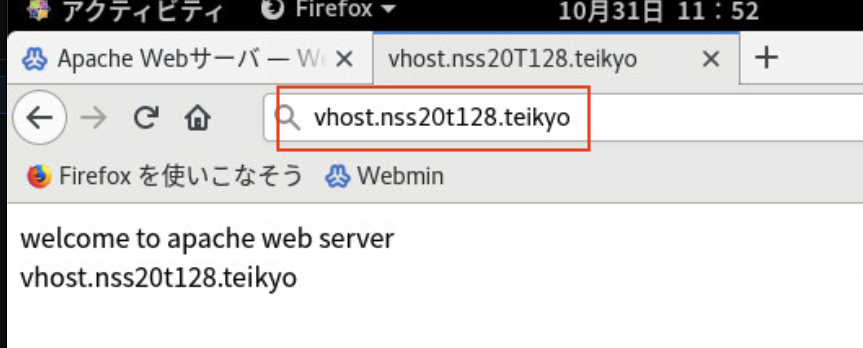 アクティビティ Firefox 10月31日 11：52
Apache Webサーバ — We vhost.nss20T128.teikyo
vhost.nss20t128.teikyo
Firefox を使いこなそう Webmin
welcome to apache web server
vhost.nss20t128.teikyo